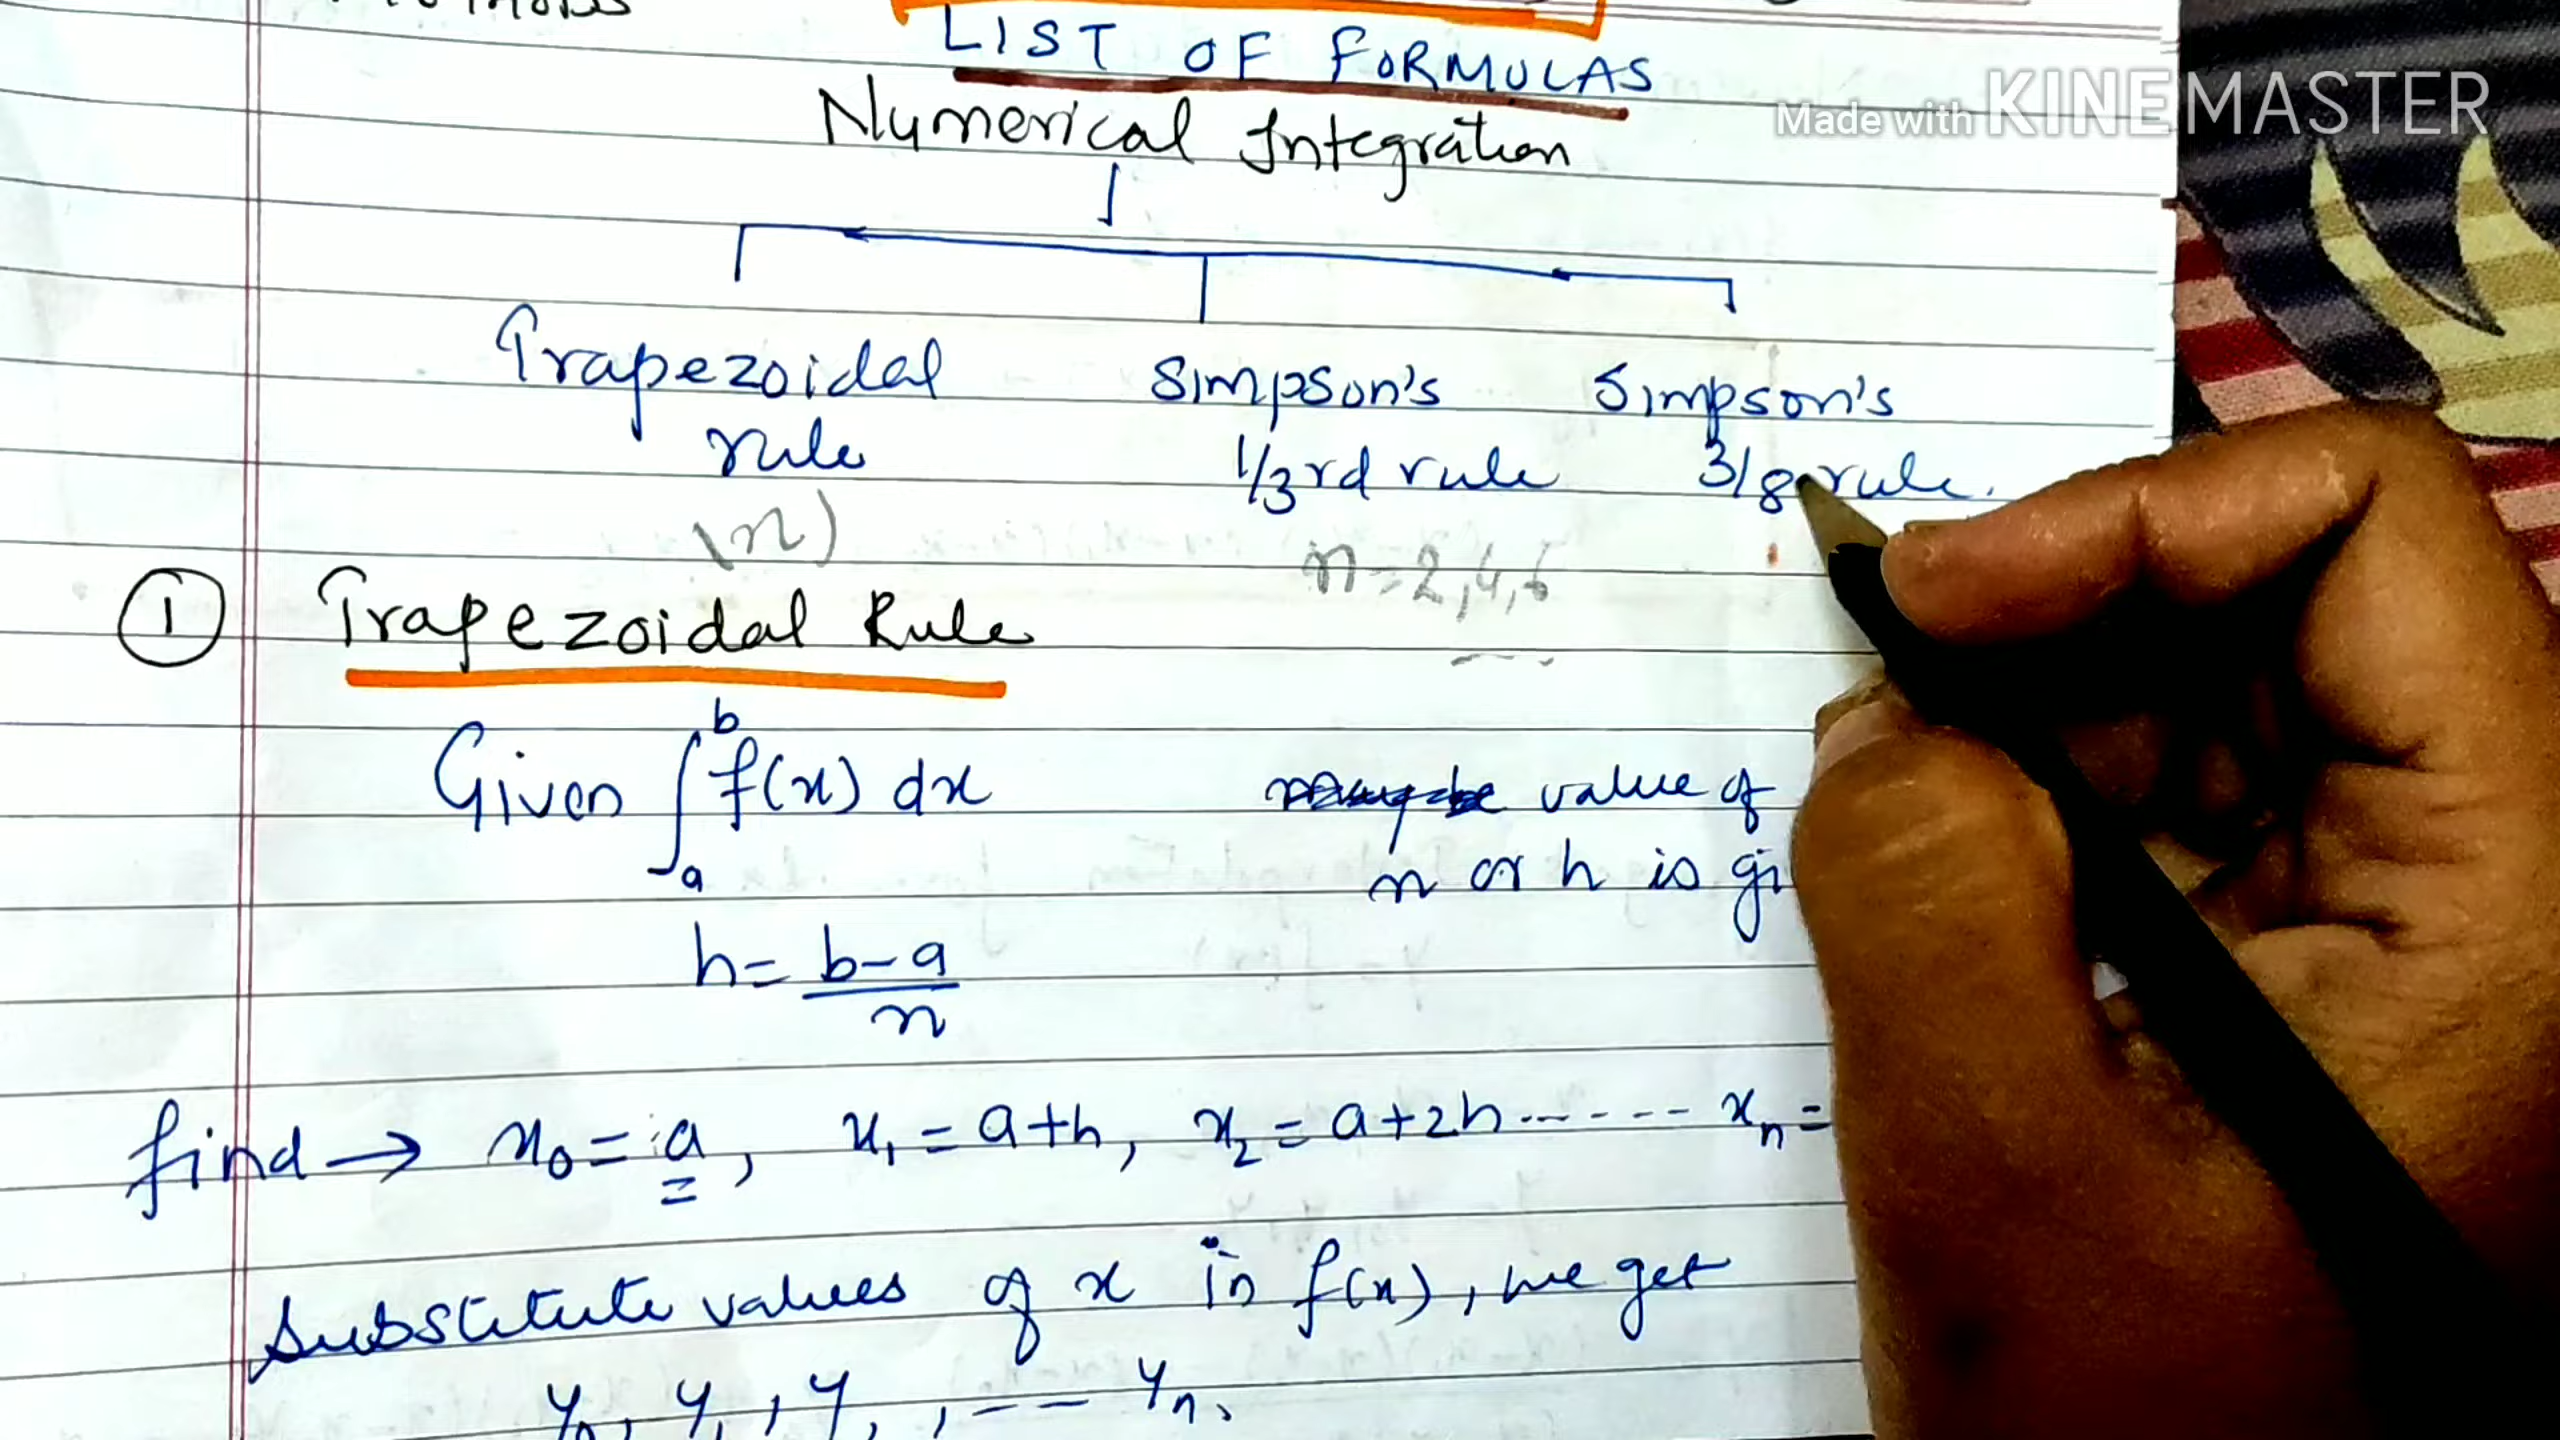 LIST OF FORMULAS
Made with KINEMASTER
Numerical Integration
Trapezoidal rule
(n)
Simpson's 1/3rd rule
n=2,4,6
Simpson's 3/8 rule.
① Trapezoidal Rule
Given ∫ₐᵇ f(x) dx
value of
n or h is gi
h = (b-a)/n
find → x₀ = a, x₁ = a+h, x₂ = a+2h ------ xₙ =
Substitute values of x in f(x), we get
y₀, y₁, y , --- yₙ.